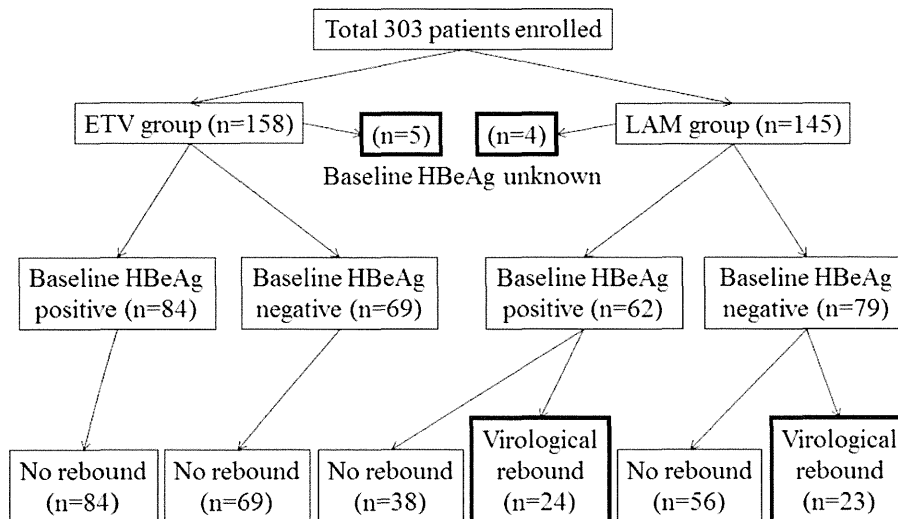 Total 303 patients enrolled
ETV group (n=158)
(n=5)
(n=4)
LAM group (n=145)
Baseline HBeAg unknown
Baseline HBeAg
positive (n=84)
Baseline HBeAg
negative (n=69)
Baseline HBeAg
positive (n=62)
Baseline HBeAg
negative (n=79)
No rebound
(n=84)
No rebound
(n=69)
No rebound
(n=38)
Virological
rebound
(n=24)
No rebound
(n=56)
Virological
rebound
(n=23)